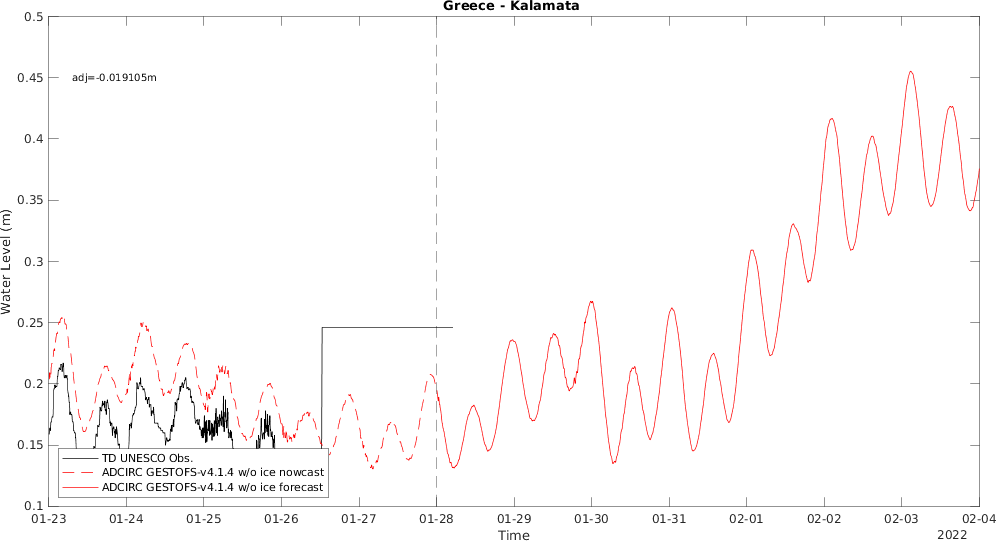 Greece - Kalamata
0.5
0.45
0.4
0.35
0.3
0.25
0.2
0.15
0.1
Water Level (m)
adj=-0.019105m
TD UNESCO Obs.
ADCIRC GESTOFS-v4.1.4 w/o ice nowcast
ADCIRC GESTOFS-v4.1.4 w/o ice forecast
01-23 01-24 01-25 01-26 01-27 01-28 01-29 01-30 01-31 02-01 02-02 02-03 02-04
Time
2022